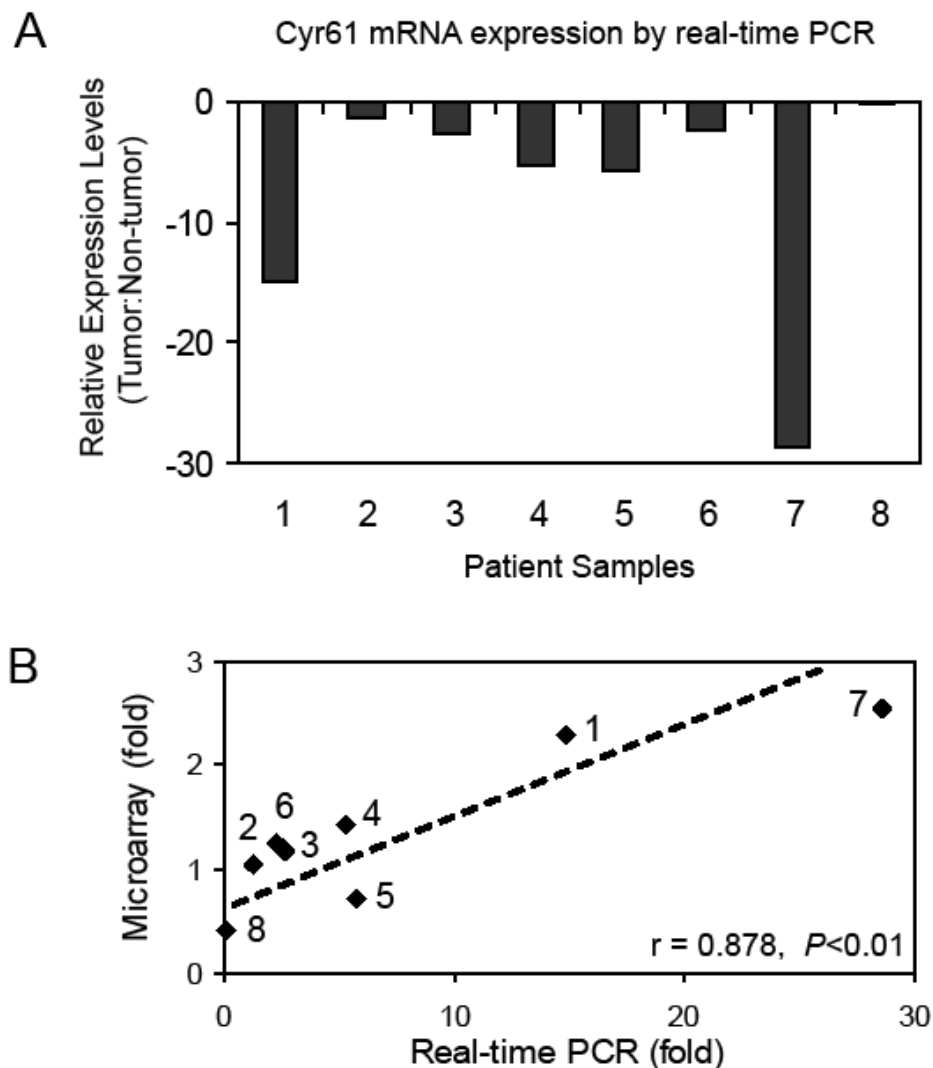 A
Cyr61 mRNA expression by real-time PCR
Relative Expression Levels
(Tumor:Non-tumor)
0
-10
-20
-30
1 2 3 4 5 6 7 8
Patient Samples
B
Microarray (fold)
3
2
1
0
7
1
6
4
2
3
5
8
r = 0.878, P<0.01
0 10 20 30
Real-time PCR (fold)